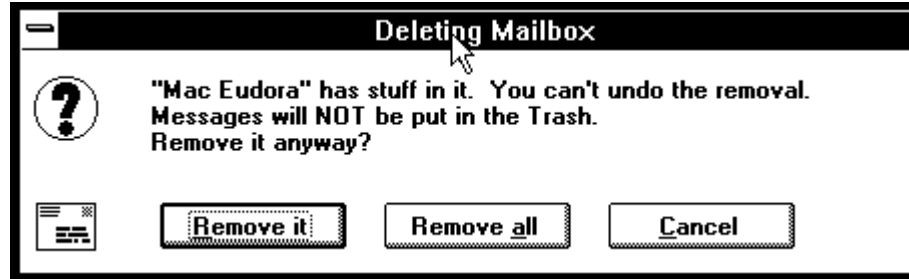 Deleting Mailbox
"Mac Eudora" has stuff in it.  You can't undo the removal.
Messages will NOT be put in the Trash.
Remove it anyway?
Remove it
Remove all
Cancel